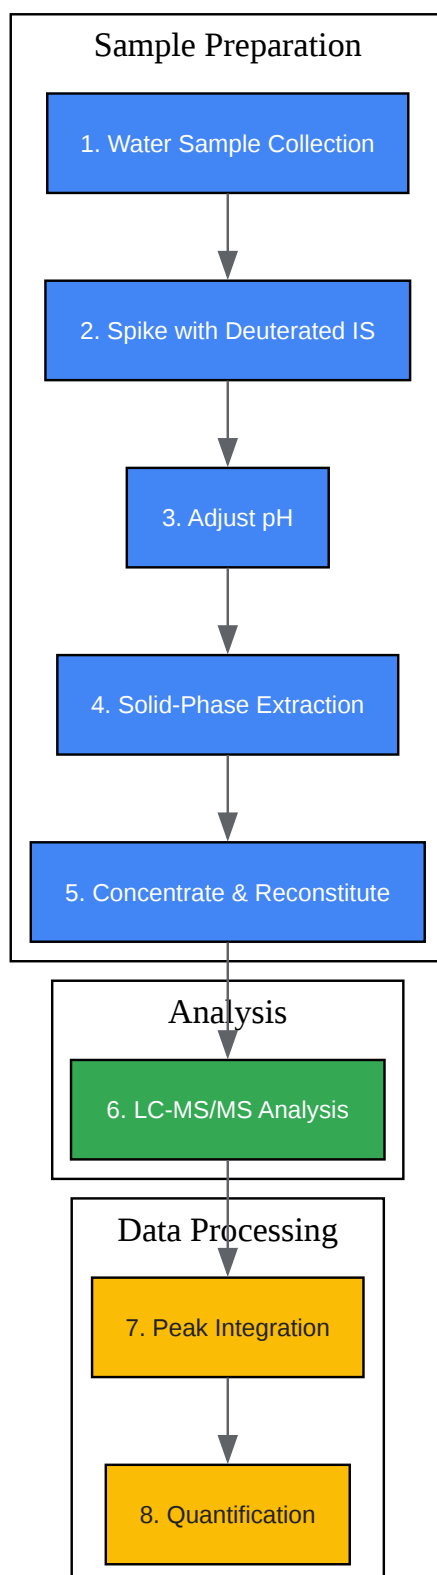 Sample Preparation
1. Water Sample Collection
2. Spike with Deuterated IS
3. Adjust pH
4. Solid-Phase Extraction
5. Concentrate & Reconstitute
Analysis
6. LC-MS/MS Analysis
Data Processing
7. Peak Integration
8. Quantification